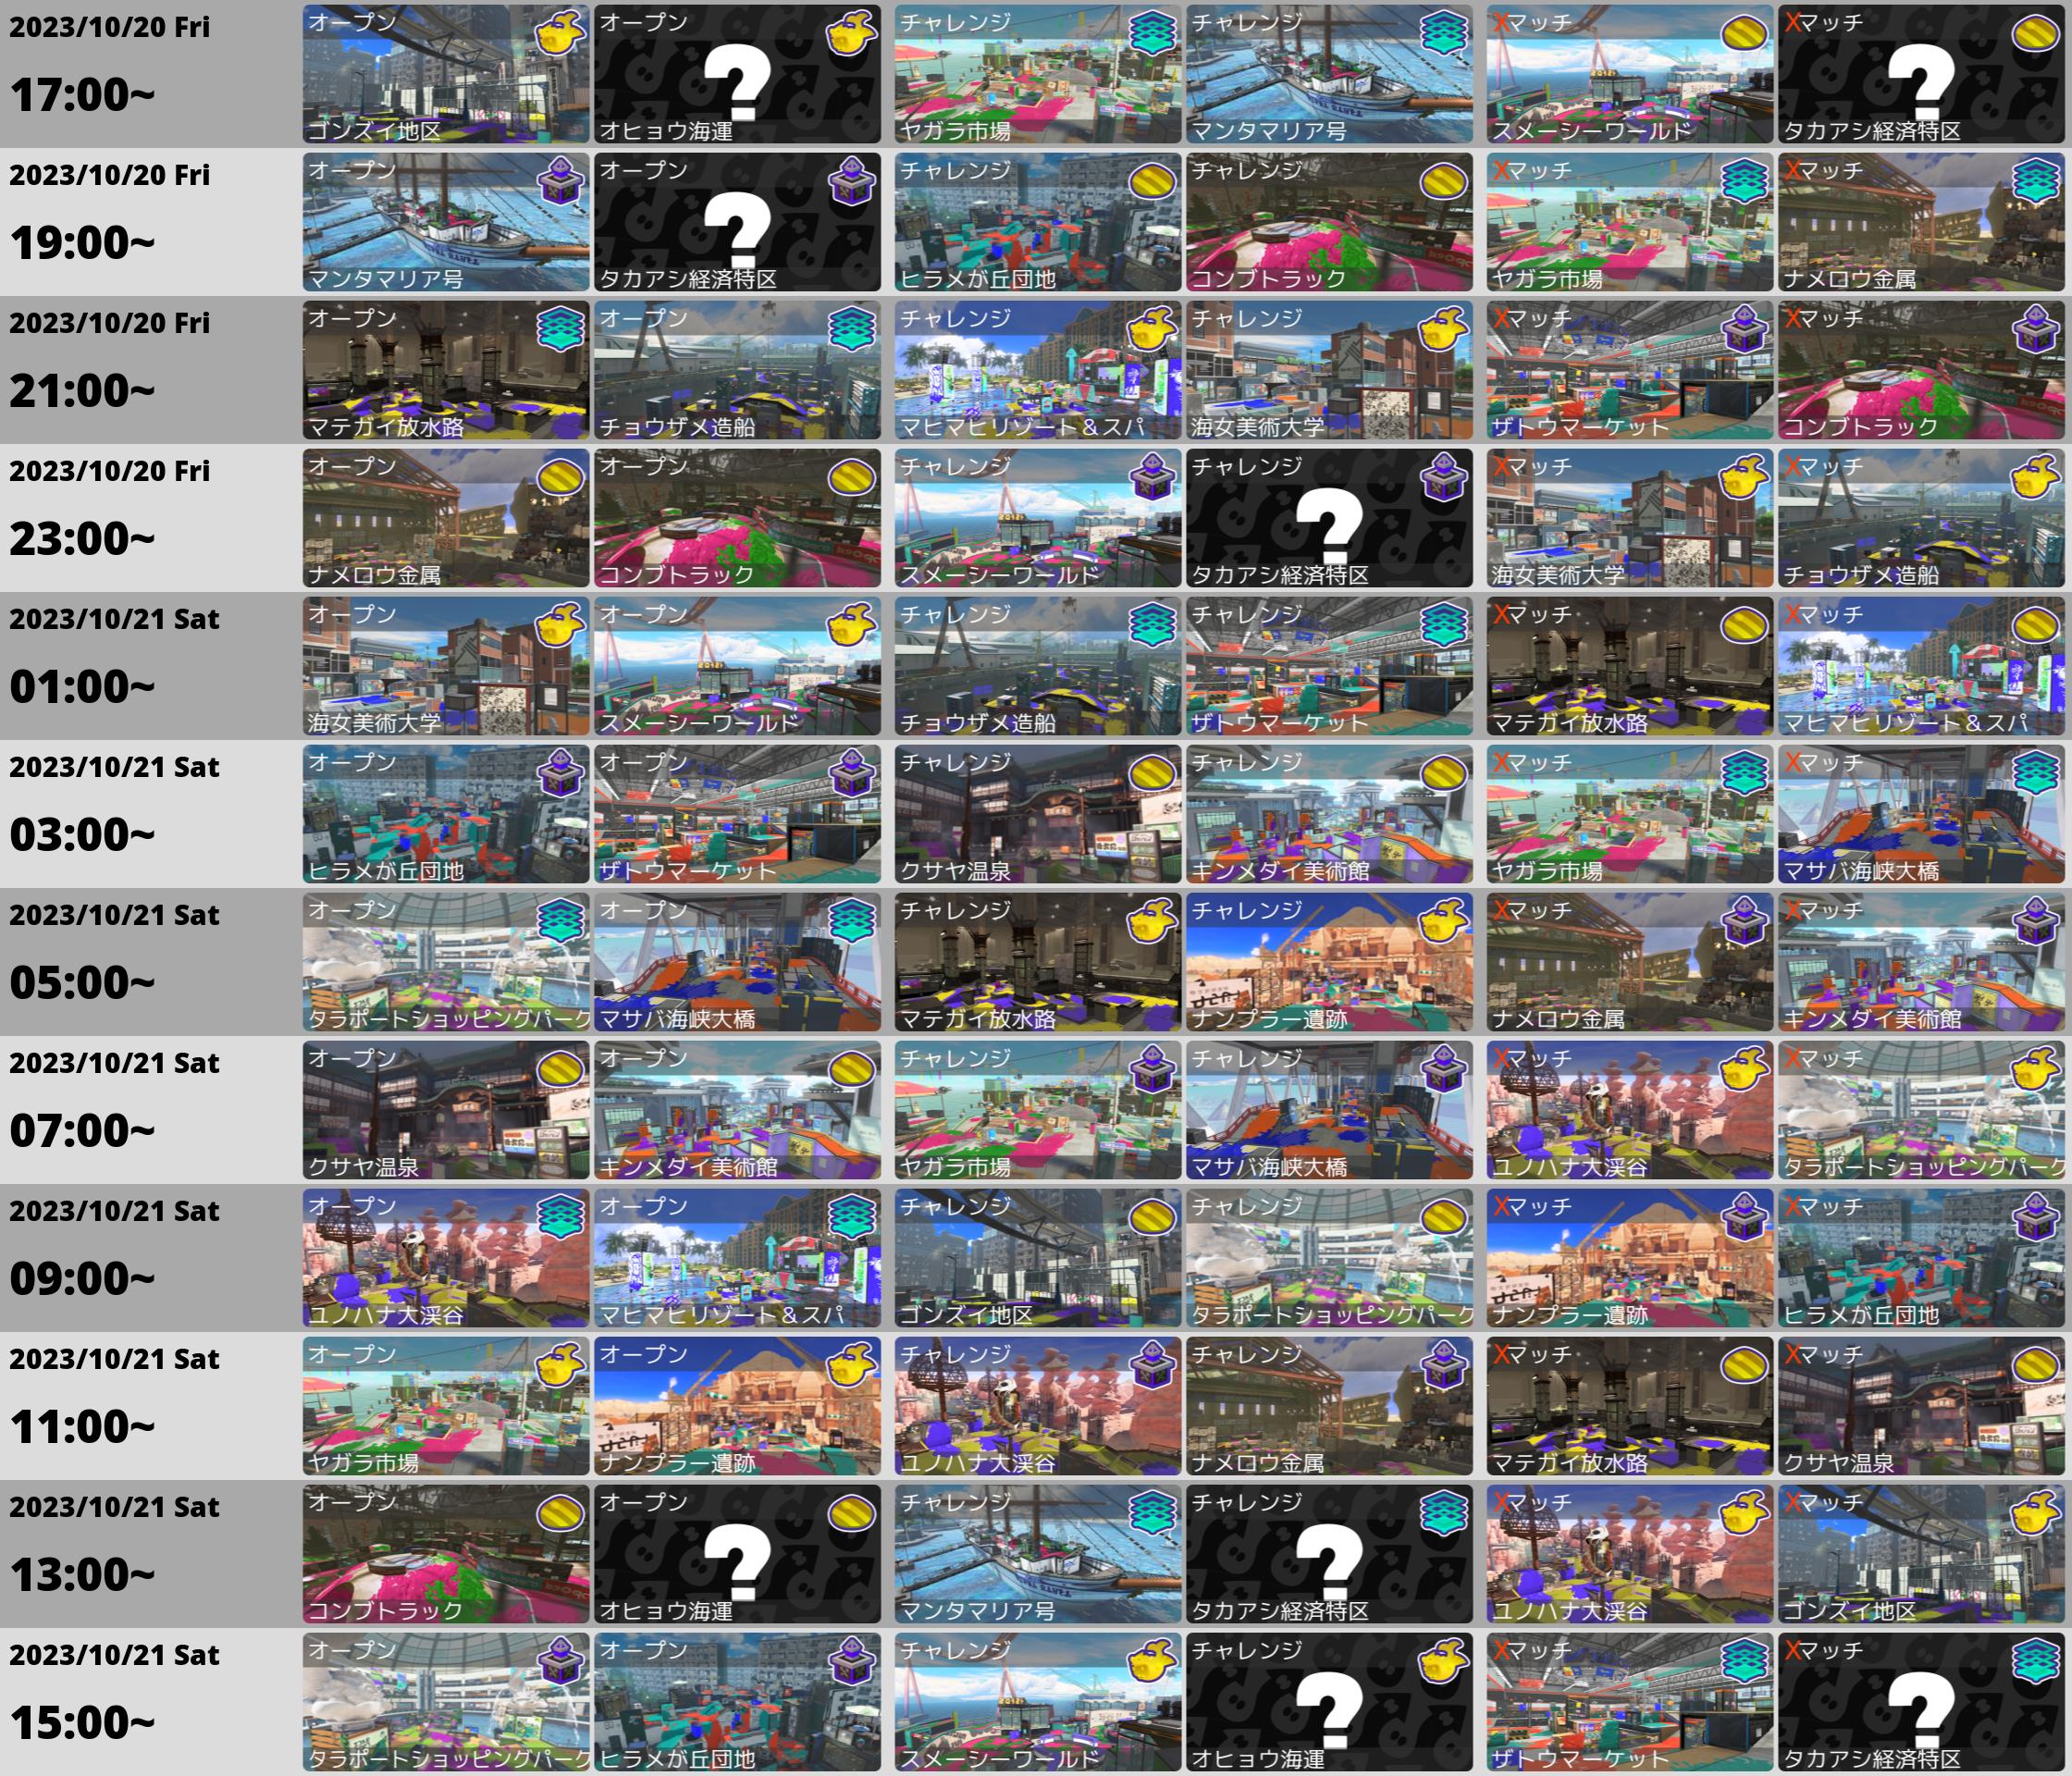 2023/10/20 Fri
17:00~
オープン オープン チャレンジ チャレンジ Xマッチ Xマッチ
ゴンズイ地区 オヒョウ海運 ヤガラ市場 マンタマリア号 スメーシーワールド タカアシ経済特区
2023/10/20 Fri
19:00~
オープン オープン チャレンジ チャレンジ Xマッチ Xマッチ
マンタマリア号 タカアシ経済特区 ヒラメが丘団地 コンブトラック ヤガラ市場 ナメロウ金属
2023/10/20 Fri
21:00~
オープン オープン チャレンジ チャレンジ Xマッチ Xマッチ
マテガイ放水路 チョウザメ造船 マヒマヒリゾート&スパ 海女美術大学 ザトウマーケット コンブトラック
2023/10/20 Fri
23:00~
オープン オープン チャレンジ チャレンジ Xマッチ Xマッチ
ナメロウ金属 コンブトラック スメーシーワールド タカアシ経済特区 海女美術大学 チョウザメ造船
2023/10/21 Sat
01:00~
オープン オープン チャレンジ チャレンジ Xマッチ Xマッチ
海女美術大学 スメーシーワールド チョウザメ造船 ザトウマーケット マテガイ放水路 マヒマヒリゾート&スパ
2023/10/21 Sat
03:00~
オープン オープン チャレンジ チャレンジ Xマッチ Xマッチ
ヒラメが丘団地 ザトウマーケット クサヤ温泉 キンメダイ美術館 ヤガラ市場 マサバ海峡大橋
2023/10/21 Sat
05:00~
オープン オープン チャレンジ チャレンジ Xマッチ Xマッチ
タラポートショッピングパーク マサバ海峡大橋 マテガイ放水路 ナンプラー遺跡 ナメロウ金属 キンメダイ美術館
2023/10/21 Sat
07:00~
オープン オープン チャレンジ チャレンジ Xマッチ Xマッチ
クサヤ温泉 キンメダイ美術館 ヤガラ市場 マサバ海峡大橋 ユノハナ大渓谷 タラポートショッピングパーク
2023/10/21 Sat
09:00~
オープン オープン チャレンジ チャレンジ Xマッチ Xマッチ
ユノハナ大渓谷 マヒマヒリゾート&スパ ゴンズイ地区 タラポートショッピングパーク ナンプラー遺跡 ヒラメが丘団地
2023/10/21 Sat
11:00~
オープン オープン チャレンジ チャレンジ Xマッチ Xマッチ
ヤガラ市場 ナンプラー遺跡 ユノハナ大渓谷 ナメロウ金属 マテガイ放水路 クサヤ温泉
2023/10/21 Sat
13:00~
オープン オープン チャレンジ チャレンジ Xマッチ Xマッチ
コンブトラック オヒョウ海運 マンタマリア号 タカアシ経済特区 ユノハナ大渓谷 ゴンズイ地区
2023/10/21 Sat
15:00~
オープン オープン チャレンジ チャレンジ Xマッチ Xマッチ
タラポートショッピングパーク ヒラメが丘団地 スメーシーワールド オヒョウ海運 ザトウマーケット タカアシ経済特区